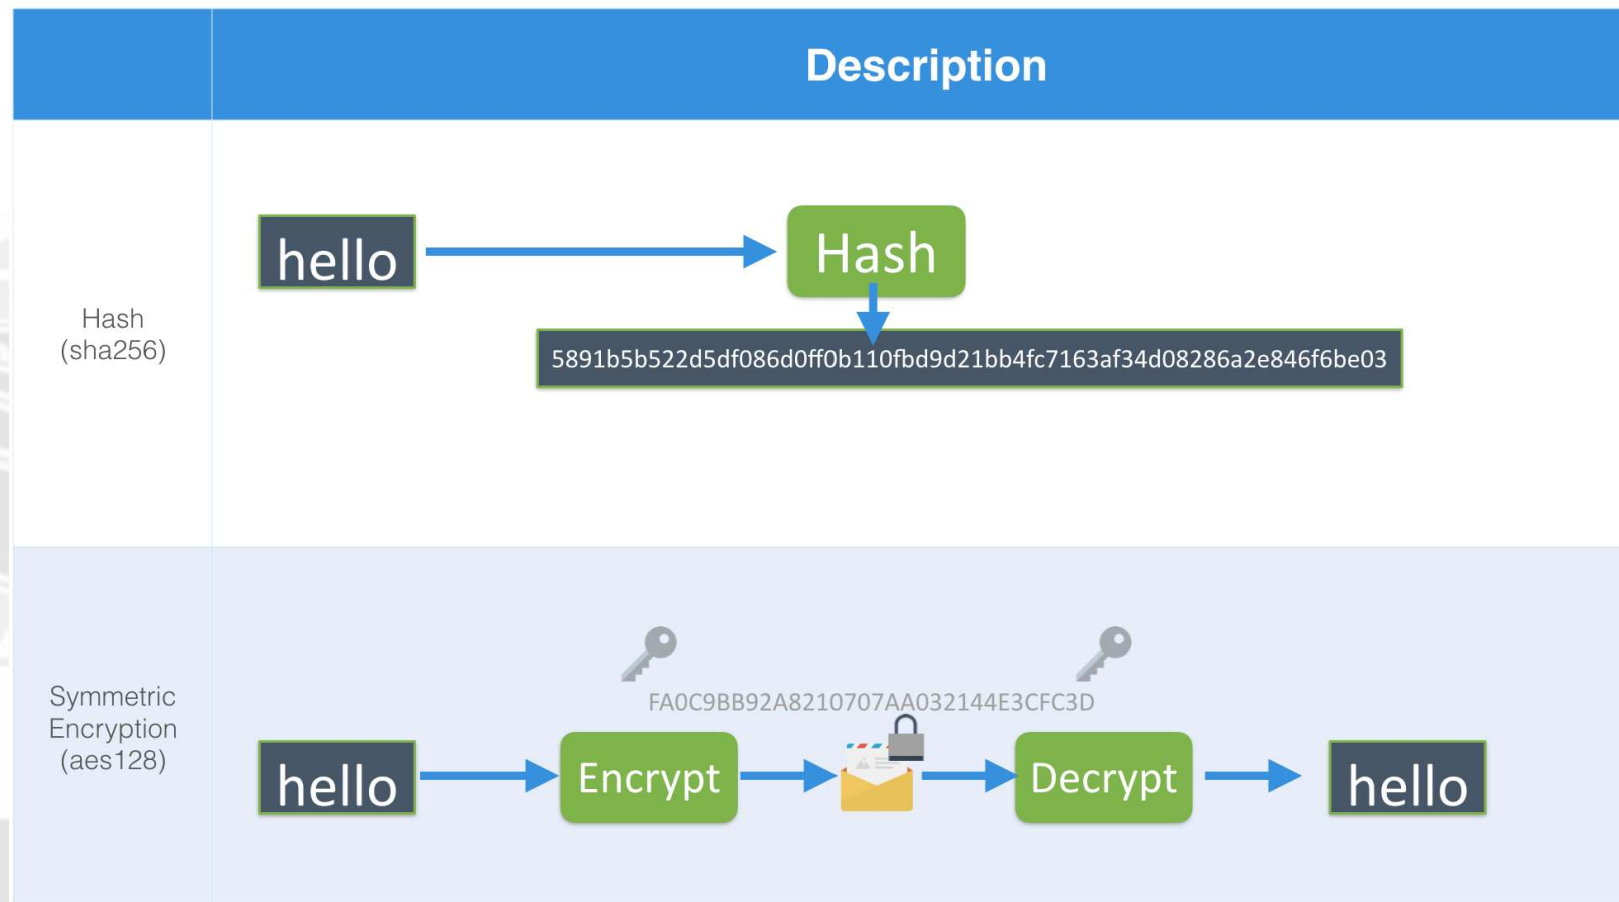 Description
Hash
(sha256)
hello
Hash
5891b5b522d5df086d0ff0b110fbd9d21bb4fc7163af34d08286a2e846f6be03
Symmetric
Encryption
(aes128)
FA0C9BB92A8210707AA032144E3CFC3D
hello
Encrypt
Decrypt
hello